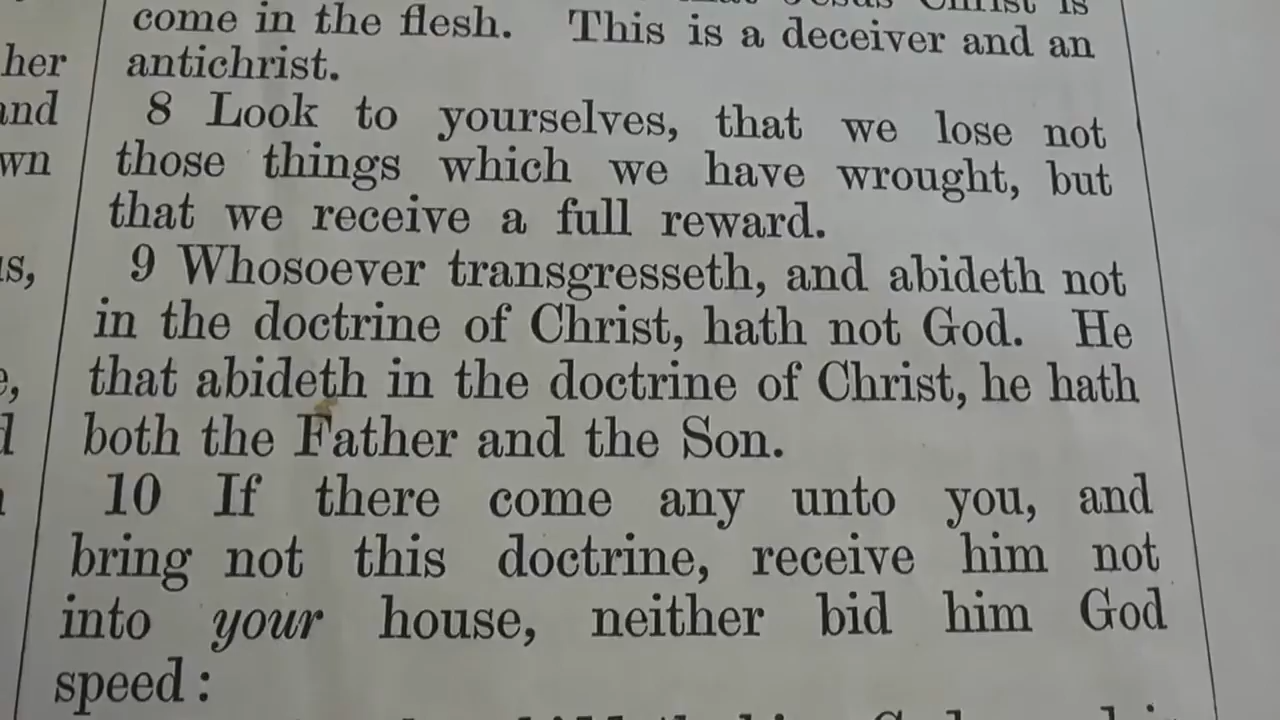 Christ is
come in the flesh. This is a deceiver and an
antichrist.
8 Look to yourselves, that we lose not
those things which we have wrought, but
that we receive a full reward.
9 Whosoever transgresseth, and abideth not
in the doctrine of Christ, hath not God. He
that abideth in the doctrine of Christ, he hath
both the Father and the Son.
10 If there come any unto you, and
bring not this doctrine, receive him not
into your house, neither bid him God
speed :
her